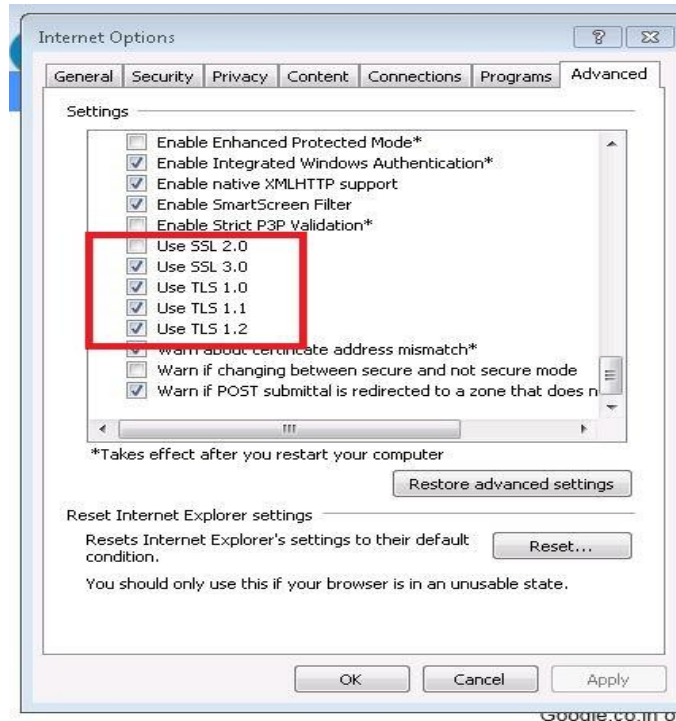 Internet Options
General Security Privacy Content Connections Programs Advanced
Settings
Enable Enhanced Protected Mode*
Enable Integrated Windows Authentication*
Enable native XMLHTTP support
Enable SmartScreen Filter
Enable Strict P3P Validation*
Use SSL 2.0
Use SSL 3.0
Use TLS 1.0
Use TLS 1.1
Use TLS 1.2
Warn about certificate address mismatch*
Warn if changing between secure and not secure mode
Warn if POST submittal is redirected to a zone that does n
*Takes effect after you restart your computer
Restore advanced settings
Reset Internet Explorer settings
Resets Internet Explorer's settings to their default
condition.
Reset...
You should only use this if your browser is in an unusable state.
OK Cancel Apply
Google.co.in o